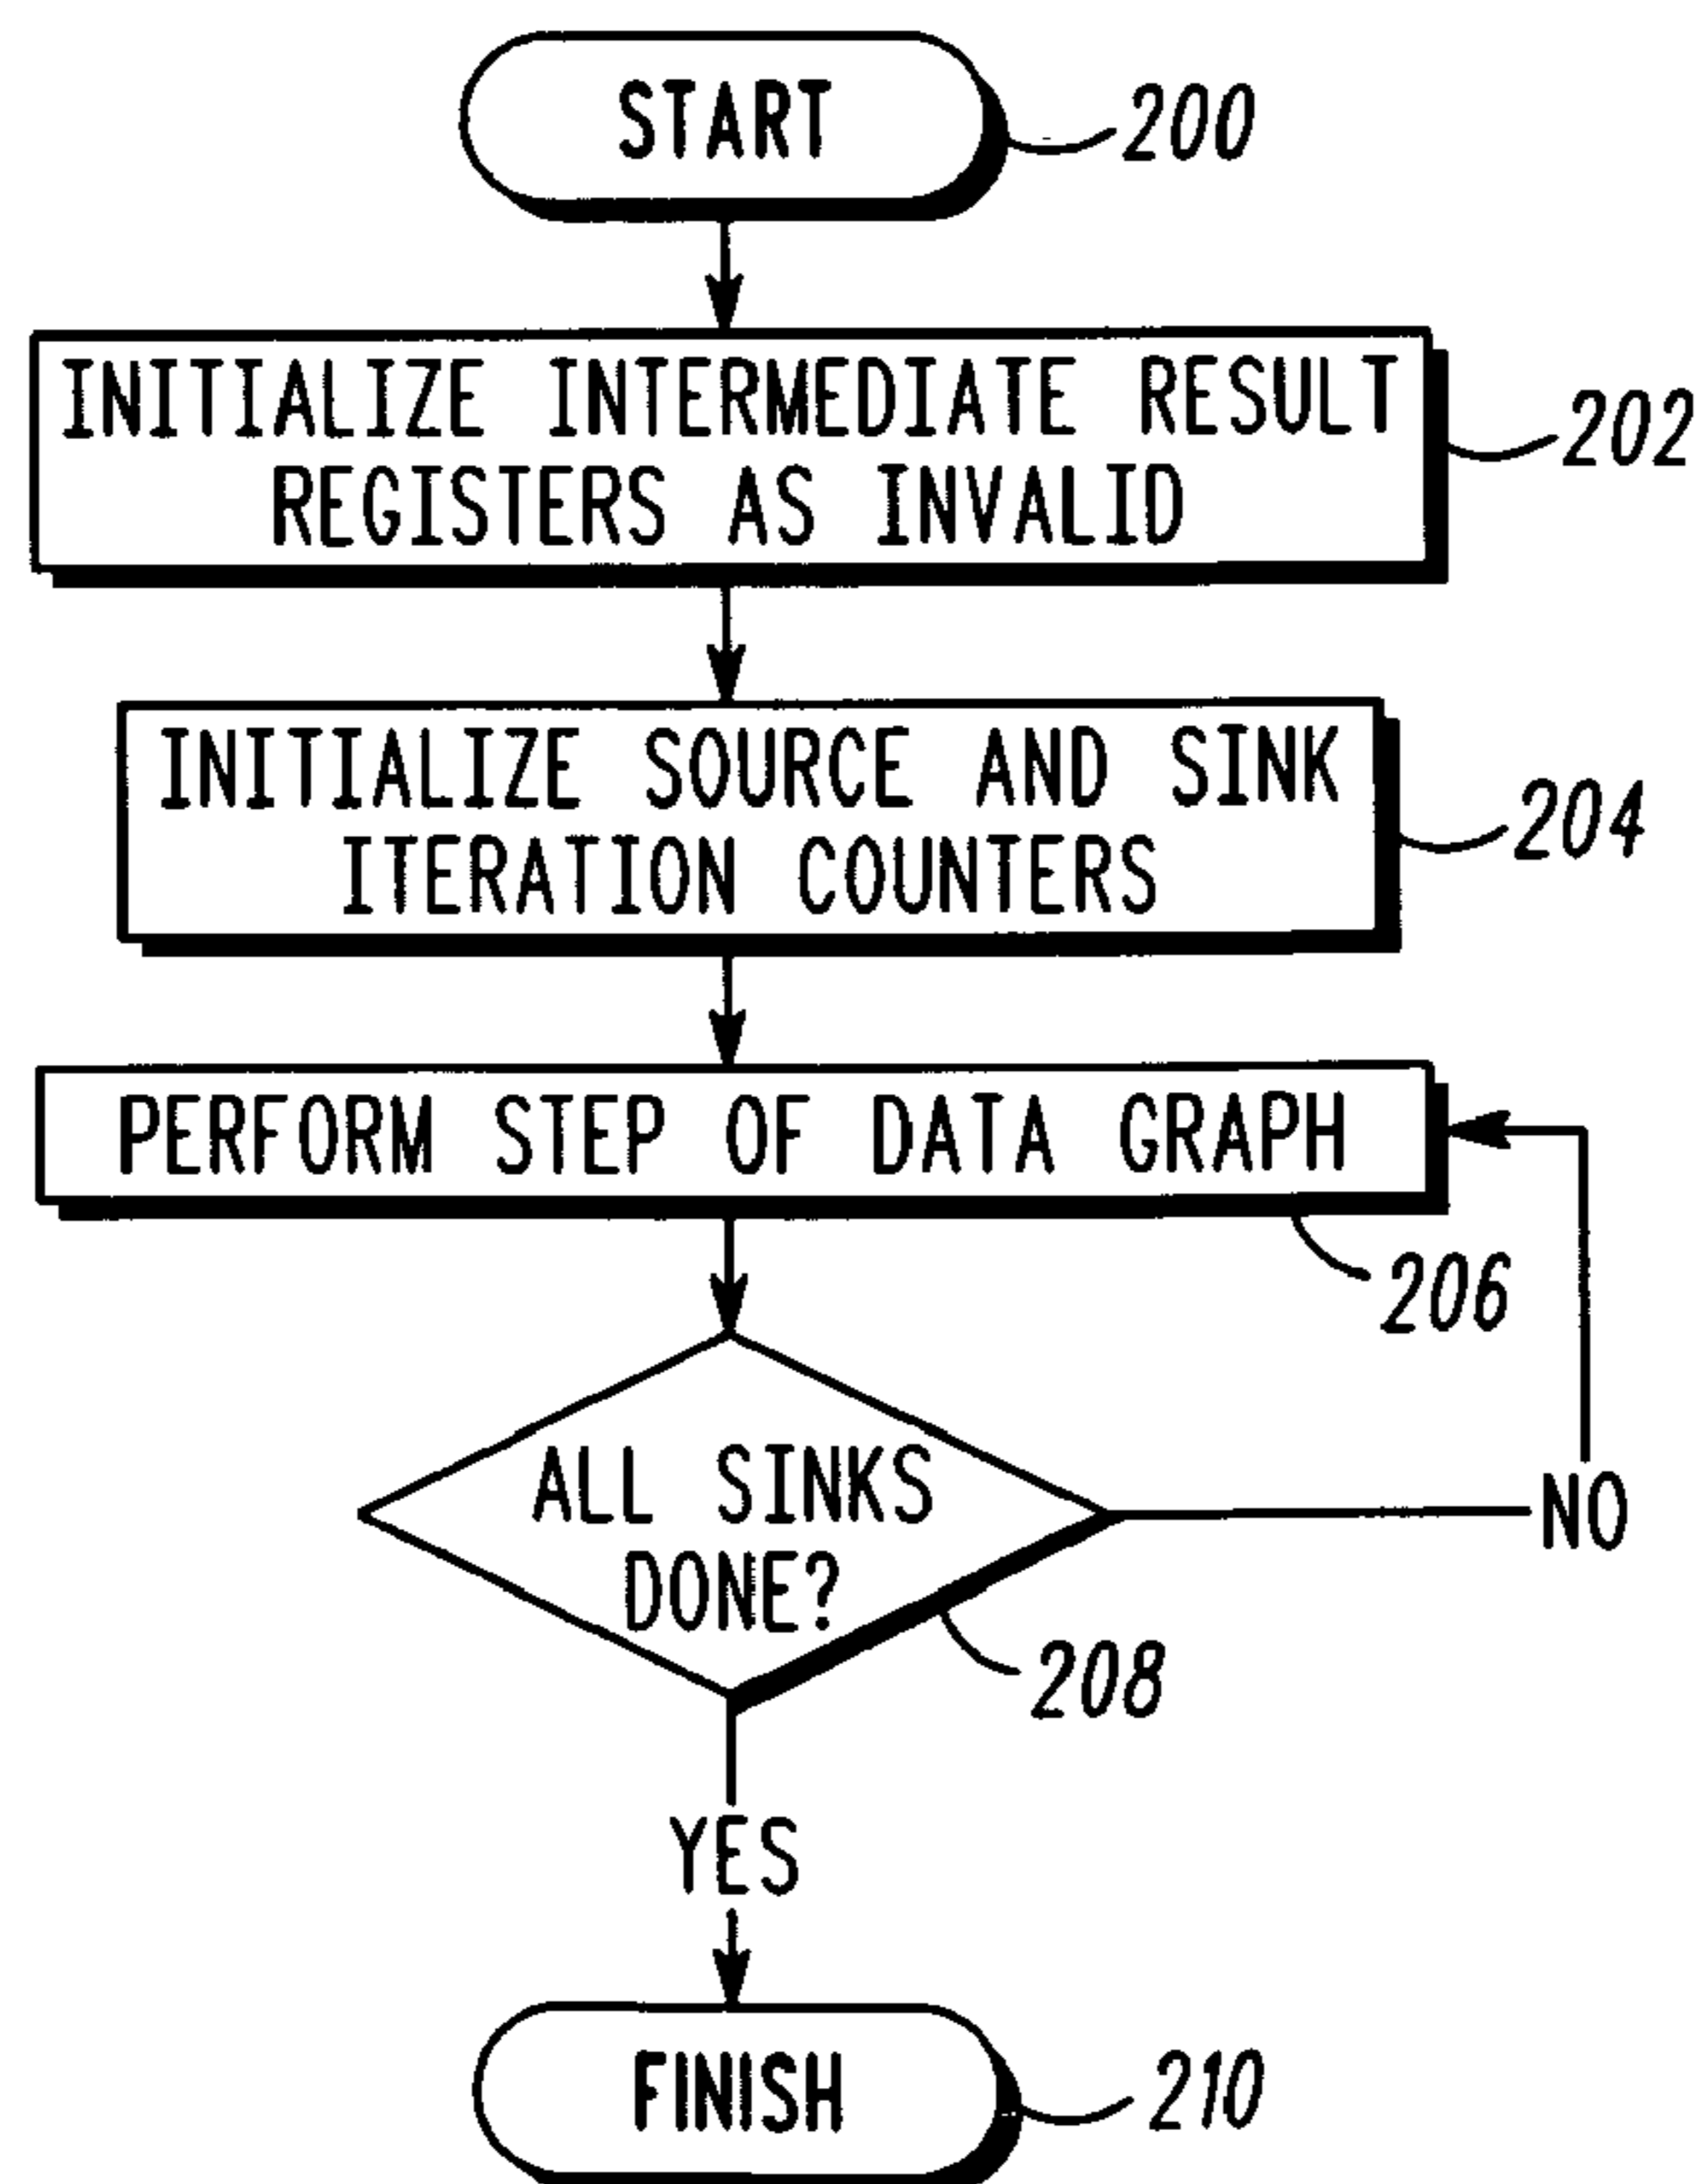 START
200
INITIALIZE INTERMEDIATE RESULT
REGISTERS AS INVALID
202
INITIALIZE SOURCE AND SINK
ITERATION COUNTERS
204
PERFORM STEP OF DATA GRAPH
206
ALL SINKS
DONE?
NO
208
YES
FINISH
210